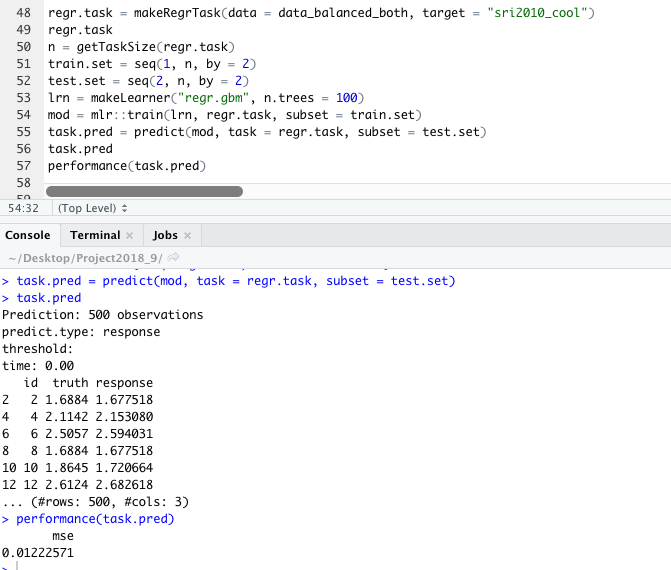 48 regr.task = makeRegrTask(data = data_balanced_both, target = "sri2010_cool")
49 regr.task
50 n = getTaskSize(regr.task)
51 train.set = seq(1, n, by = 2)
52 test.set = seq(2, n, by = 2)
53 lrn = makeLearner("regr.gbm", n.trees = 100)
54 mod = mlr::train(lrn, regr.task, subset = train.set)
55 task.pred = predict(mod, task = regr.task, subset = test.set)
56 task.pred
57 performance(task.pred)
58
59
54:32 (Top Level)
Console Terminal Jobs
~/Desktop/Project2018_9/
> task.pred = predict(mod, task = regr.task, subset = test.set)
> task.pred
Prediction: 500 observations
predict.type: response
threshold:
time: 0.00
id truth response
2 2 1.6884 1.677518
4 4 2.1142 2.153080
6 6 2.5057 2.594031
8 8 1.6884 1.677518
10 10 1.8645 1.720664
12 12 2.6124 2.682618
... (#rows: 500, #cols: 3)
> performance(task.pred)
mse
0.01222571
>